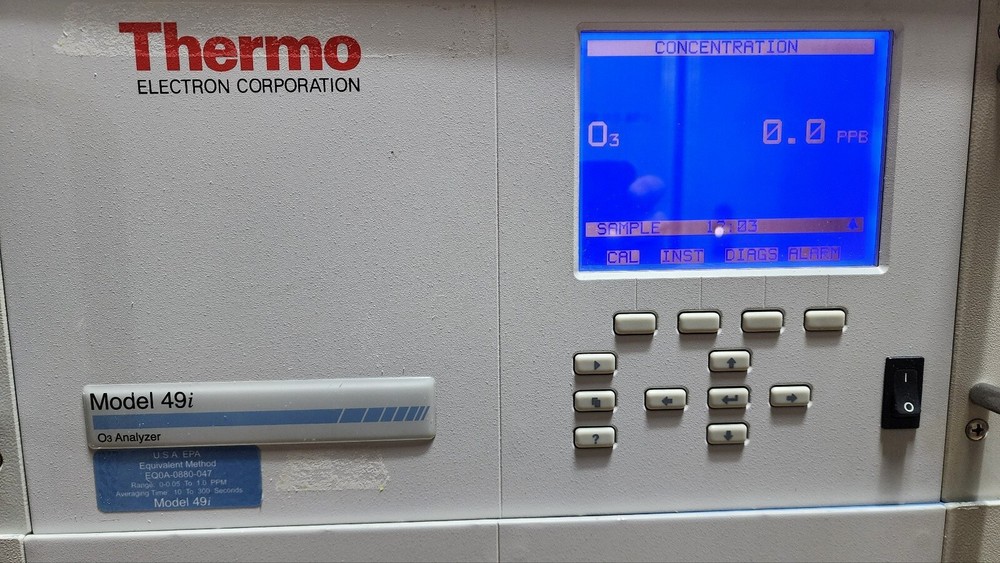 Thermo
ELECTRON CORPORATION
CONCENTRATION
O3 0.0 PPB
SAMPLE
CAL INST DIAGS ALARM
Model 49i
O3 Analyzer
U.S.A. EPA
Equivalent Method
EQOA-0880-047
Range: 0-0.05 To 1.0 PPM
Averaging Time: 10 To 300 Seconds
Model 49i
?